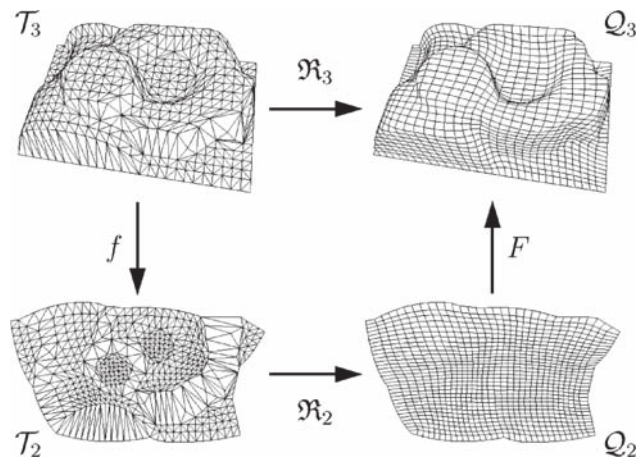 𝒯₃ 𝒬₃
ℜ₃
f F
ℜ₂
𝒯₂ 𝒬₂